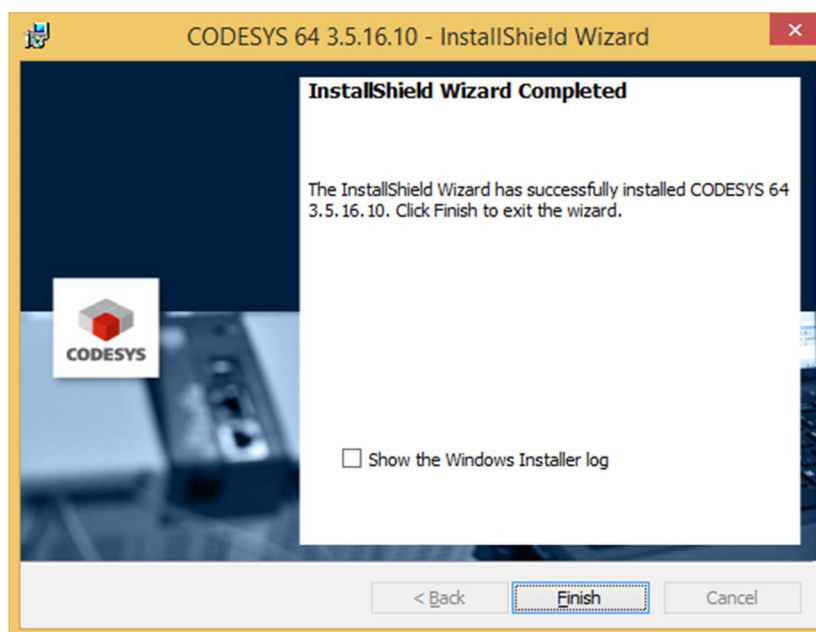 CODESYS 64 3.5.16.10 - InstallShield Wizard
InstallShield Wizard Completed
The InstallShield Wizard has successfully installed CODESYS 64
3.5.16.10. Click Finish to exit the wizard.
CODESYS
Show the Windows Installer log
< Back
Finish
Cancel